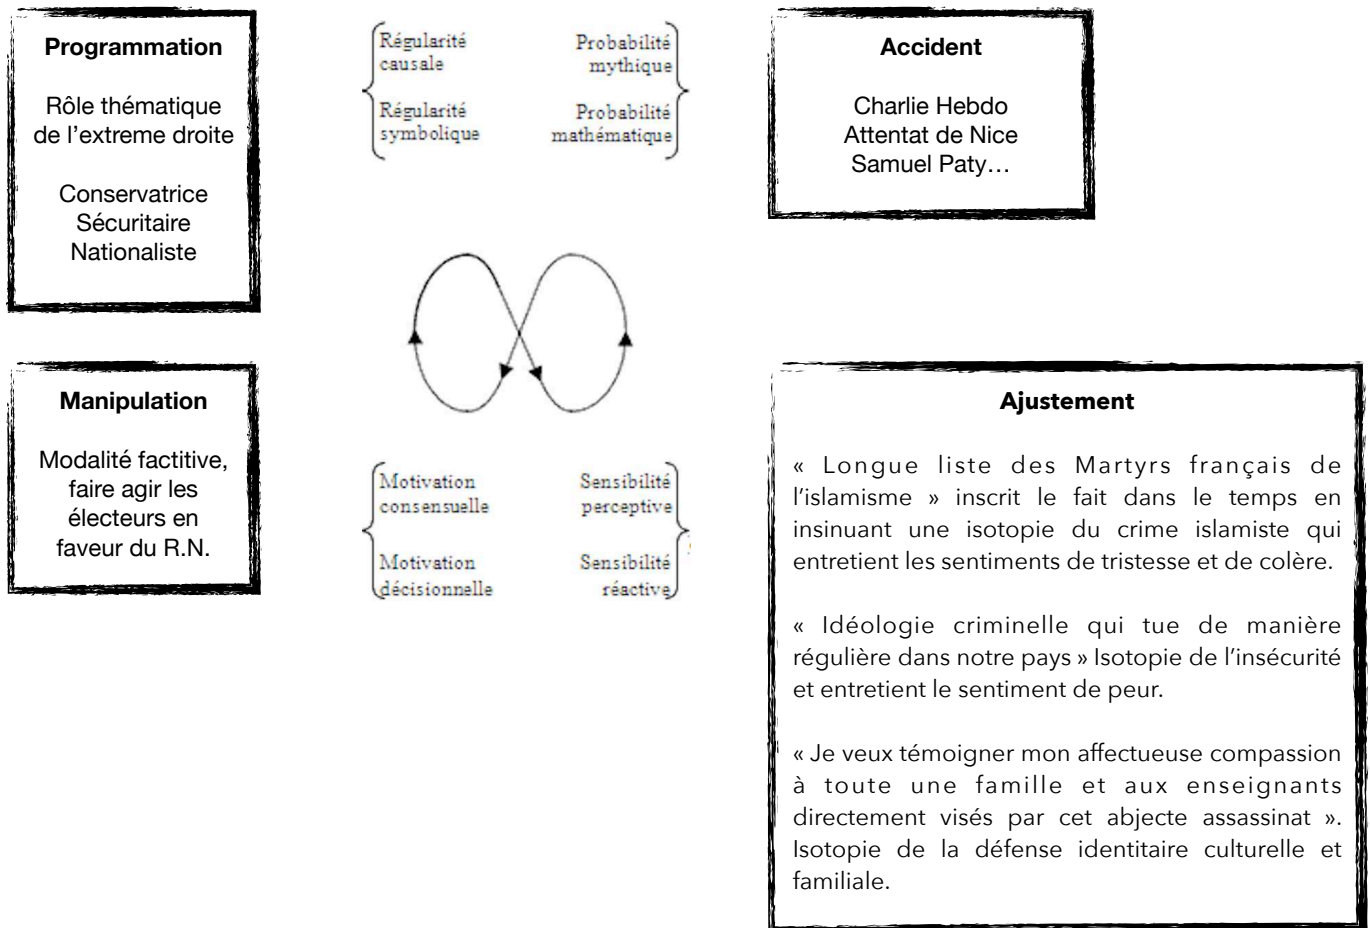 Programmation
Rôle thématique
de l'extreme droite
Conservatrice
Sécuritaire
Nationaliste
Régularité
causale
Régularité
symbolique
Probabilité
mythique
Probabilité
mathématique
Accident
Charlie Hebdo
Attentat de Nice
Samuel Paty…
Manipulation
Modalité factitive,
faire agir les
électeurs en
faveur du R.N.
Motivation
consensuelle
Motivation
décisionnelle
Sensibilité
perceptive
Sensibilité
réactive
Ajustement
« Longue liste des Martyrs français de
l'islamisme » inscrit le fait dans le temps en
insinuant une isotopie du crime islamiste qui
entretient les sentiments de tristesse et de colère.
« Idéologie criminelle qui tue de manière
régulière dans notre pays » Isotopie de l'insécurité
et entretient le sentiment de peur.
« Je veux témoigner mon affectueuse compassion
à toute une famille et aux enseignants
directement visés par cet abjecte assassinat ».
Isotopie de la défense identitaire culturelle et
familiale.